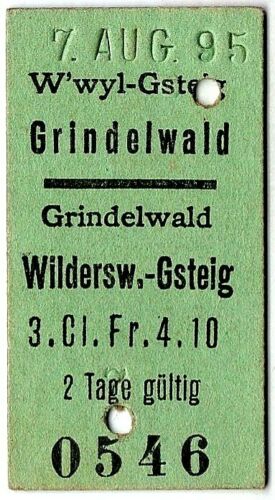 7. AUG. 95
W'wyl-Gsteig
Grindelwald
Grindelwald
Wildersw.-Gsteig
3. Cl. Fr. 4.10
2 Tage gültig
0546